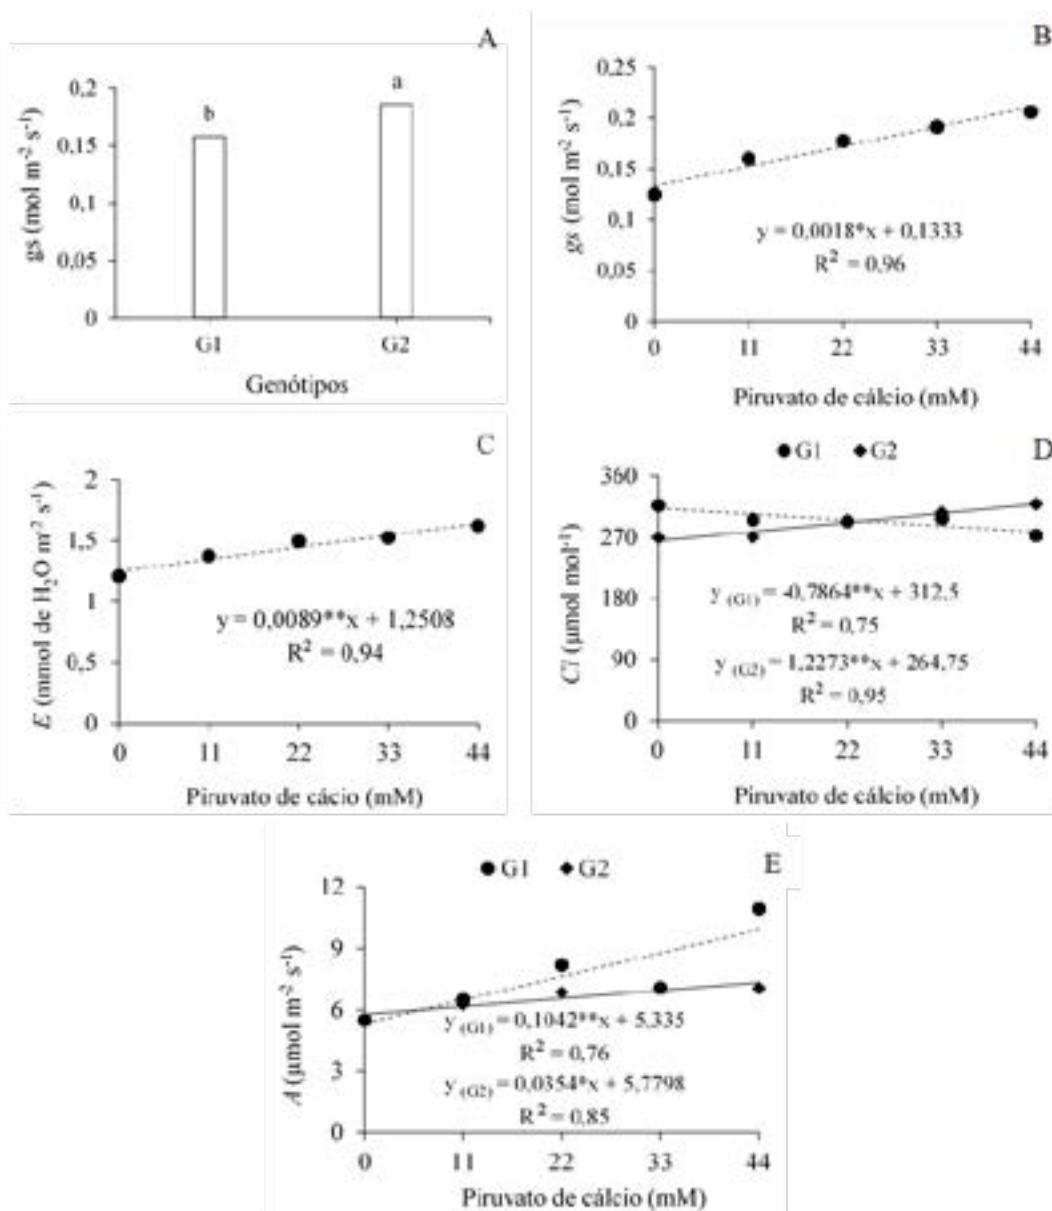 A
gs (mol m⁻² s⁻¹)
0,2
0,15
0,1
0,05
0
b
a
G1 G2
Genótipos
B
gs (mol m⁻² s⁻¹)
0,25
0,2
0,15
0,1
0,05
0
y = 0,0018*x + 0,1333
R² = 0,96
0 11 22 33 44
Piruvato de cálcio (mM)
C
E (mmol de H₂O m² s⁻¹)
2
1,5
1
0,5
0
y = 0,0089**x + 1,2508
R² = 0,94
0 11 22 33 44
Piruvato de cácio (mM)
D
G1 G2
Ci (µmol mol⁻¹)
360
270
180
90
0
y (G1) = -0,7864**x + 312,5
R² = 0,75
y (G2) = 1,2273**x + 264,75
R² = 0,95
0 11 22 33 44
Piruvato de cálcio (mM)
E
G1 G2
A (µmol m⁻² s⁻¹)
12
9
6
3
0
y (G1) = 0,1042**x + 5,335
R² = 0,76
y (G2) = 0,0354*x + 5,7798
R² = 0,85
0 11 22 33 44
Piruvato de cálcio (mM)